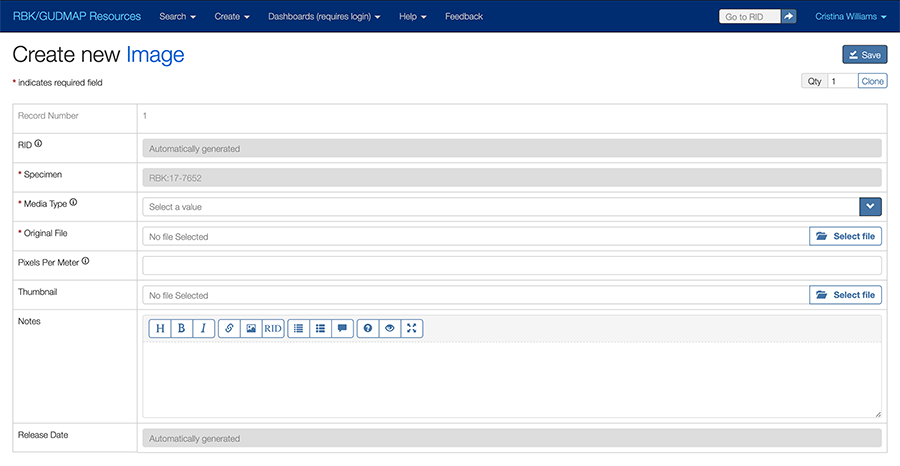 RBK/GUDMAP Resources Search Create Dashboards (requires login) Help Feedback Go to RID Cristina Williams
Create new Image Save
* indicates required field Qty 1 Clone
Record Number 1
RID Automatically generated
* Specimen RBK:17-7652
* Media Type Select a value
* Original File No file Selected Select file
Pixels Per Meter
Thumbnail No file Selected Select file
Notes H B I RID
Release Date Automatically generated